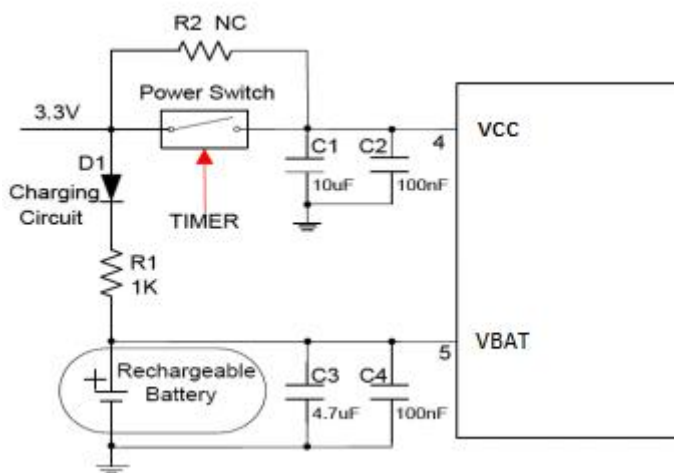 R2 NC
Power Switch
3.3V
4
VCC
D1
C1
C2
10uF
100nF
Charging
Circuit
TIMER
R1
1K
5
VBAT
+
Rechargeable
Battery
C3
C4
4.7uF
100nF